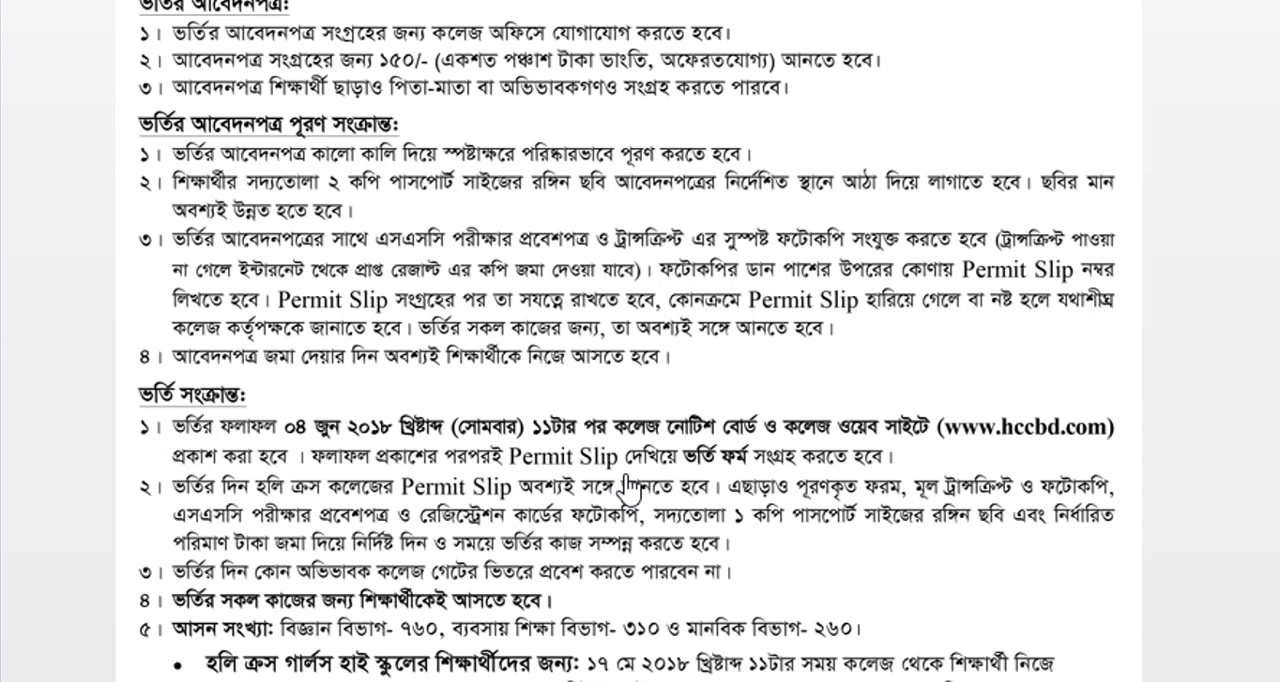 ভর্তির আবেদনপত্র:
১। ভর্তির আবেদনপত্র সংগ্রহের জন্য কলেজ অফিসে যোগাযোগ করতে হবে।
২। আবেদনপত্র সংগ্রহের জন্য ১৫০/- (একশত পঞ্চাশ টাকা ভাংতি, অফেরতযোগ্য) আনতে হবে।
৩। আবেদনপত্র শিক্ষার্থী ছাড়াও পিতা-মাতা বা অভিভাবকগণও সংগ্রহ করতে পারবে।
ভর্তির আবেদনপত্র পূরণ সংক্রান্ত:
১। ভর্তির আবেদনপত্র কালো কালি দিয়ে স্পষ্টাক্ষরে পরিষ্কারভাবে পূরণ করতে হবে।
২। শিক্ষার্থীর সদ্যতোলা ২ কপি পাসপোর্ট সাইজের রঙ্গিন ছবি আবেদনপত্রের নির্দেশিত স্থানে আঠা দিয়ে লাগাতে হবে। ছবির মান
অবশ্যই উন্নত হতে হবে।
৩। ভর্তির আবেদনপত্রের সাথে এসএসসি পরীক্ষার প্রবেশপত্র ও ট্রান্সক্রিপ্ট এর সুস্পষ্ট ফটোকপি সংযুক্ত করতে হবে (ট্রান্সক্রিপ্ট পাওয়া
না গেলে ইন্টারনেট থেকে প্রাপ্ত রেজাল্ট এর কপি জমা দেওয়া যাবে)। ফটোকপির ডান পাশের উপরের কোণায় Permit Slip নম্বর
লিখতে হবে। Permit Slip সংগ্রহের পর তা সযত্নে রাখতে হবে, কোনক্রমে Permit Slip হারিয়ে গেলে বা নষ্ট হলে যথাশীঘ্র
কলেজ কর্তৃপক্ষকে জানাতে হবে। ভর্তির সকল কাজের জন্য, তা অবশ্যই সঙ্গে আনতে হবে।
৪। আবেদনপত্র জমা দেয়ার দিন অবশ্যই শিক্ষার্থীকে নিজে আসতে হবে।
ভর্তি সংক্রান্ত:
১। ভর্তির ফলাফল ০৪ জুন ২০১৮ খ্রিষ্টাব্দ (সোমবার) ১১টার পর কলেজ নোটিশ বোর্ড ও কলেজ ওয়েব সাইটে (www.hccbd.com)
প্রকাশ করা হবে । ফলাফল প্রকাশের পরপরই Permit Slip দেখিয়ে ভর্তি ফর্ম সংগ্রহ করতে হবে।
২। ভর্তির দিন হলি ক্রস কলেজের Permit Slip অবশ্যই সঙ্গে আনতে হবে। এছাড়াও পূরণকৃত ফরম, মূল ট্রান্সক্রিপ্ট ও ফটোকপি,
এসএসসি পরীক্ষার প্রবেশপত্র ও রেজিস্ট্রেশন কার্ডের ফটোকপি, সদ্যতোলা ১ কপি পাসপোর্ট সাইজের রঙ্গিন ছবি এবং নির্ধারিত
পরিমাণ টাকা জমা দিয়ে নির্দিষ্ট দিন ও সময়ে ভর্তির কাজ সম্পন্ন করতে হবে।
৩। ভর্তির দিন কোন অভিভাবক কলেজ গেটের ভিতরে প্রবেশ করতে পারবেন না।
৪। ভর্তির সকল কাজের জন্য শিক্ষার্থীকেই আসতে হবে।
৫। আসন সংখ্যা: বিজ্ঞান বিভাগ- ৭৬০, ব্যবসায় শিক্ষা বিভাগ- ৩১০ ও মানবিক বিভাগ- ২৬০।
• হলি ক্রস গার্লস হাই স্কুলের শিক্ষার্থীদের জন্য: ১৭ মে ২০১৮ খ্রিষ্টাব্দ ১১টার সময় কলেজ থেকে শিক্ষার্থী নিজে